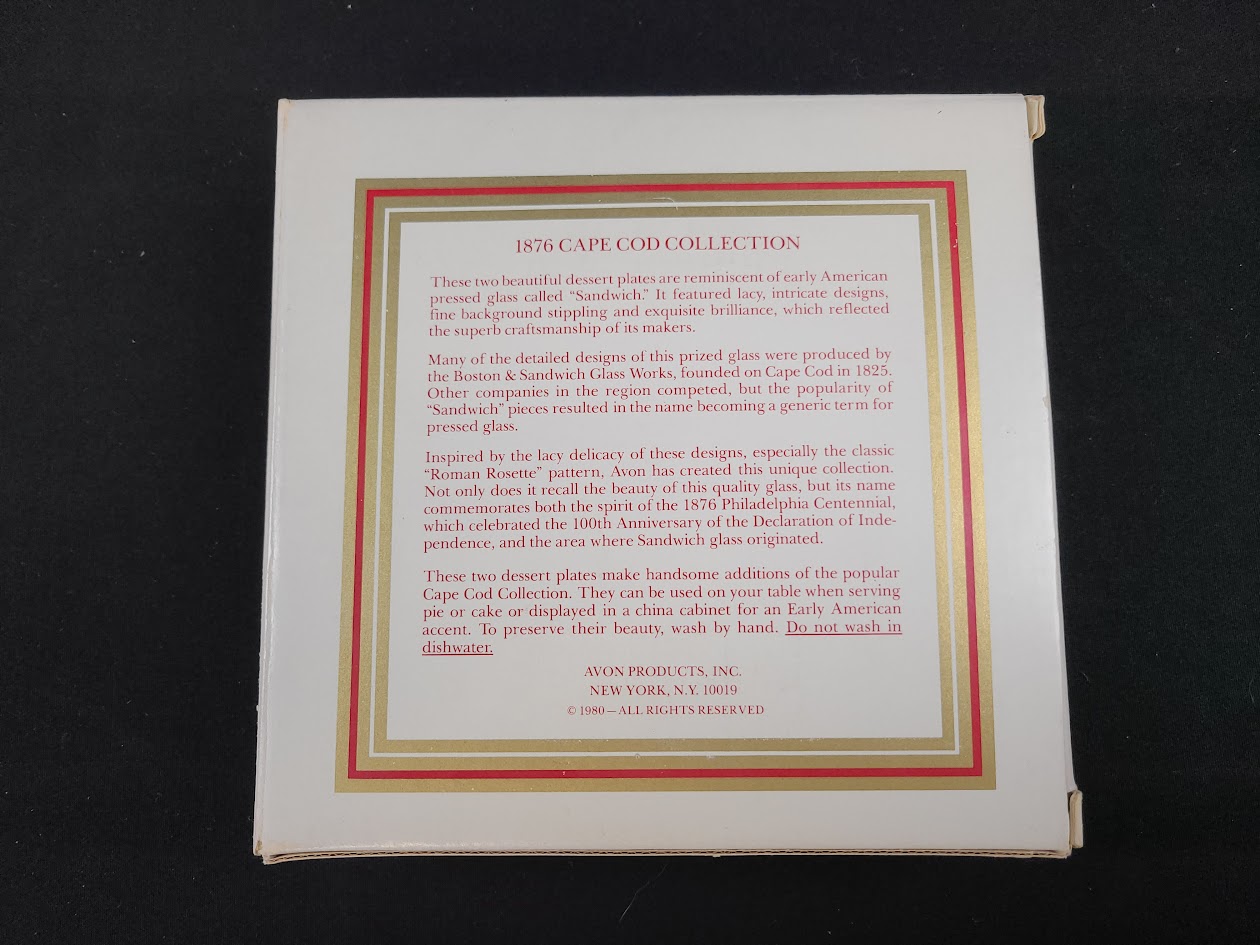 1876 CAPE COD COLLECTION
These two beautiful dessert plates are reminiscent of early American
pressed glass called “Sandwich.” It featured lacy, intricate designs,
fine background stippling and exquisite brilliance, which reflected
the superb craftsmanship of its makers.
Many of the detailed designs of this prized glass were produced by
the Boston & Sandwich Glass Works, founded on Cape Cod in 1825.
Other companies in the region competed, but the popularity of
“Sandwich” pieces resulted in the name becoming a generic term for
pressed glass.
Inspired by the lacy delicacy of these designs, especially the classic
“Roman Rosette” pattern, Avon has created this unique collection.
Not only does it recall the beauty of this quality glass, but its name
commemorates both the spirit of the 1876 Philadelphia Centennial,
which celebrated the 100th Anniversary of the Declaration of Inde-
pendence, and the area where Sandwich glass originated.
These two dessert plates make handsome additions of the popular
Cape Cod Collection. They can be used on your table when serving
pie or cake or displayed in a china cabinet for an Early American
accent. To preserve their beauty, wash by hand. Do not wash in
dishwater.
AVON PRODUCTS, INC.
NEW YORK, N.Y. 10019
© 1980—ALL RIGHTS RESERVED